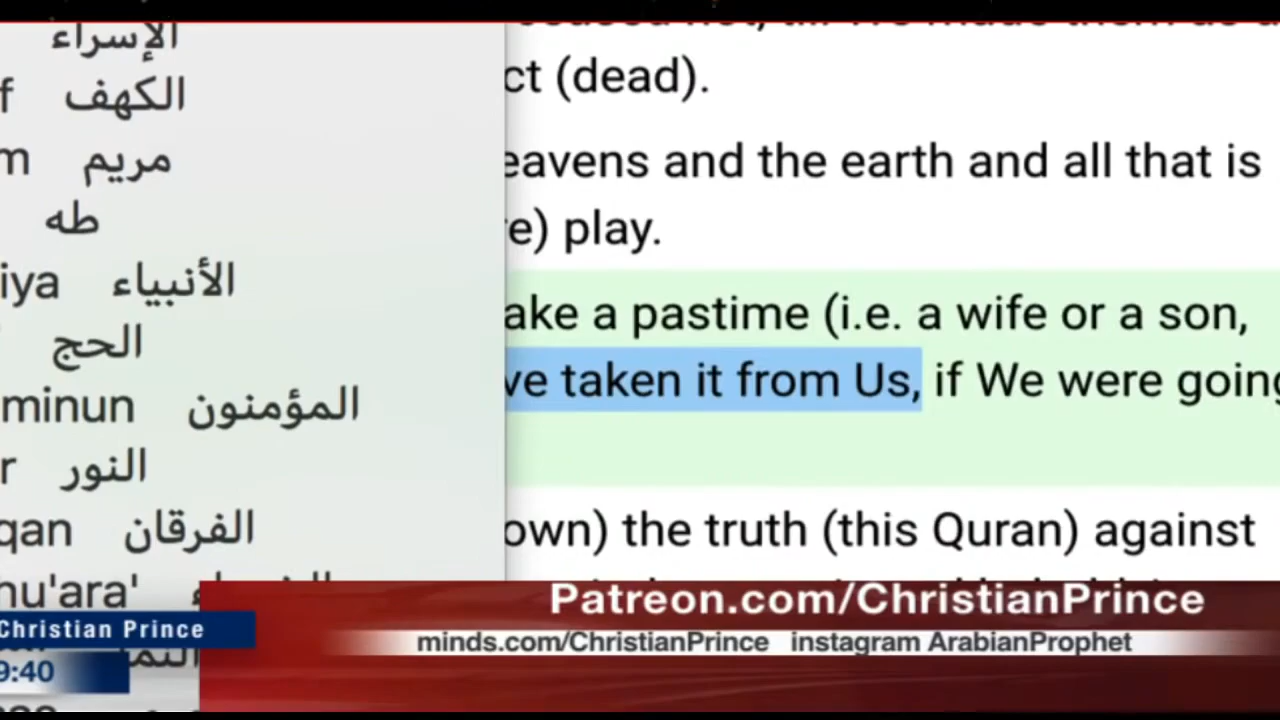 الإسراء
f الكهف
m مريم
طه
iya الأنبياء
الحج
minun المؤمنون
r النور
qan الفرقان
hu'ara'
ct (dead).
eavens and the earth and all that is
e) play.
ake a pastime (i.e. a wife or a son,
ve taken it from Us, if We were going
own) the truth (this Quran) against
Patreon.com/ChristianPrince
Christian Prince
minds.com/ChristianPrince instagram ArabianProphet
9:40